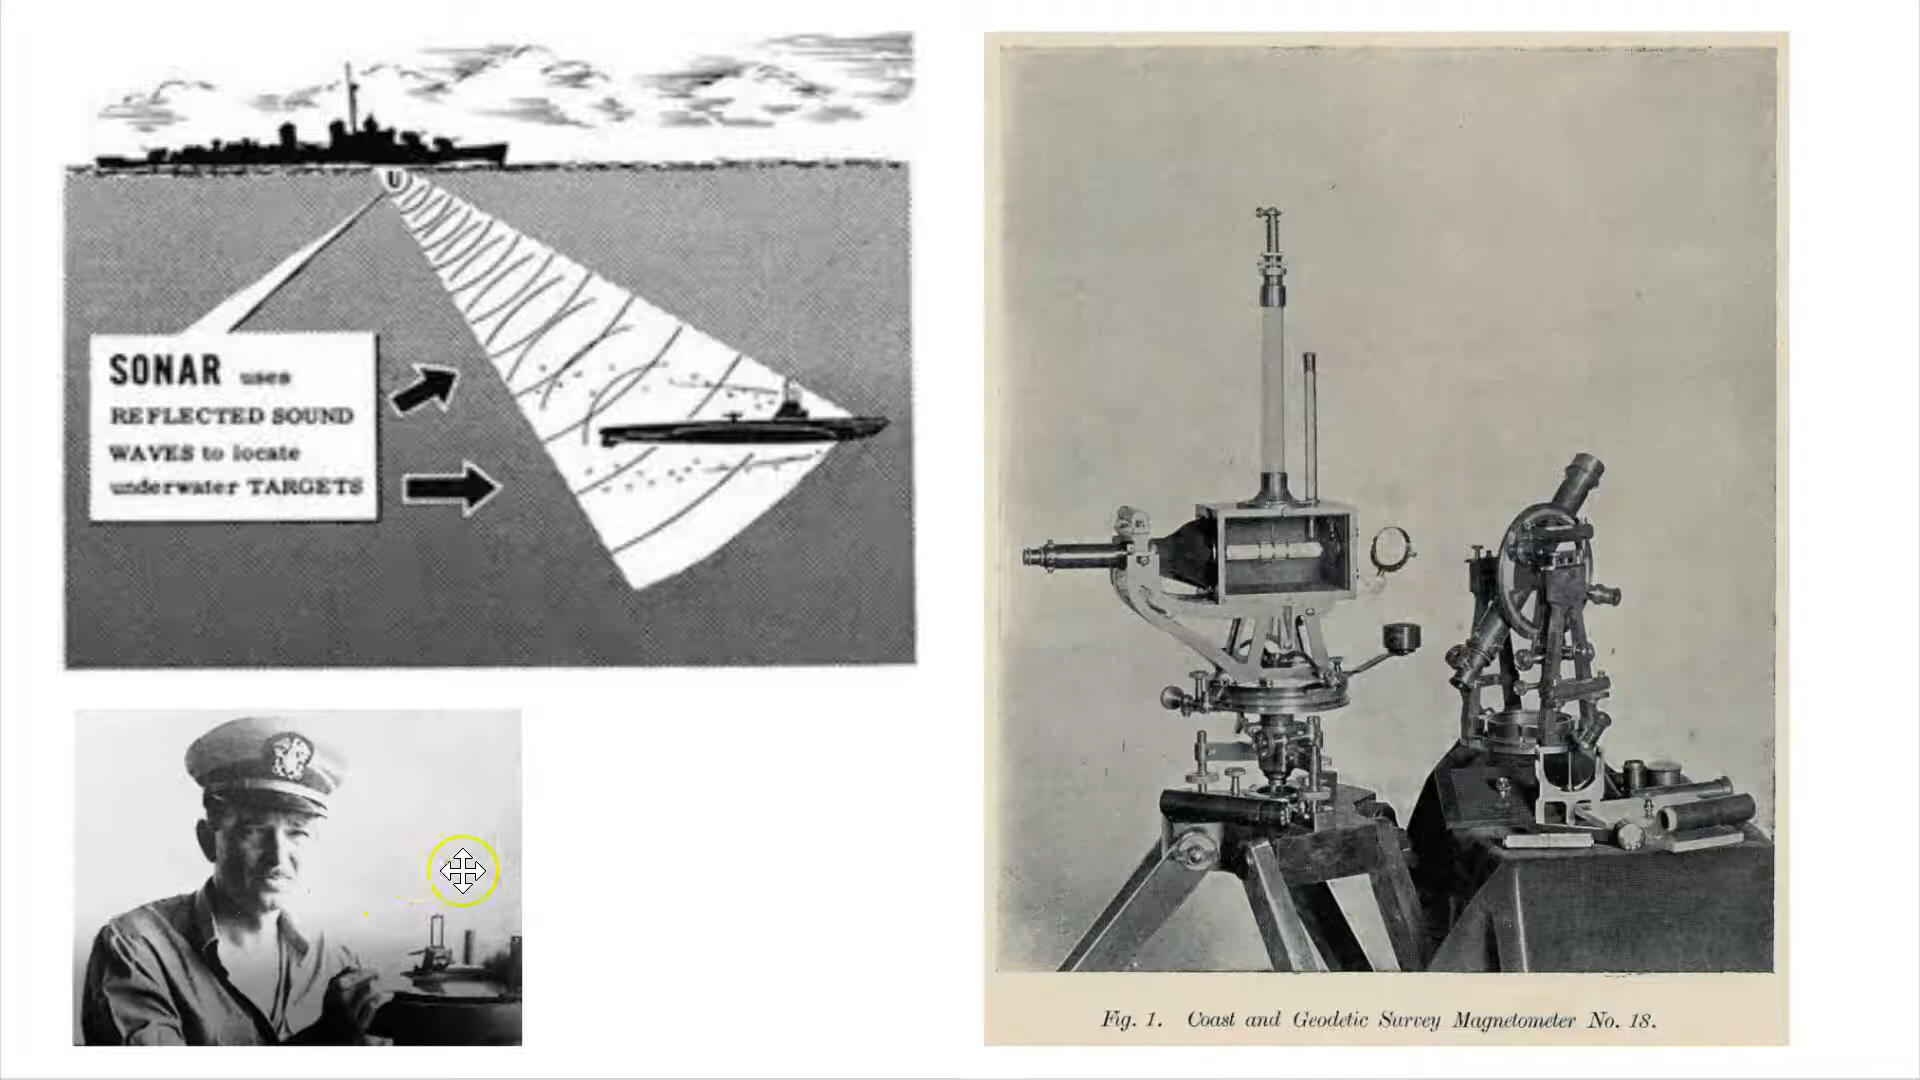 U
SONAR uses
REFLECTED SOUND
WAVES to locate
underwater TARGETS
Fig. 1. Coast and Geodetic Survey Magnetometer No. 18.